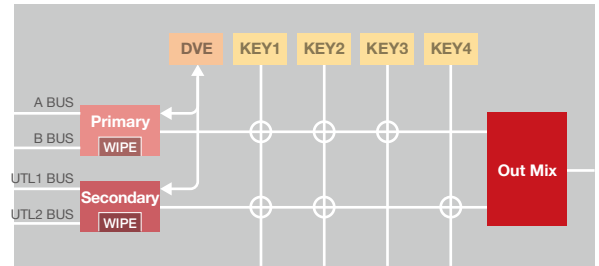 DVE KEY1 KEY2 KEY3 KEY4
A BUS
Primary
B BUS
WIPE
Out Mix
UTL1 BUS
Secondary
UTL2 BUS
WIPE